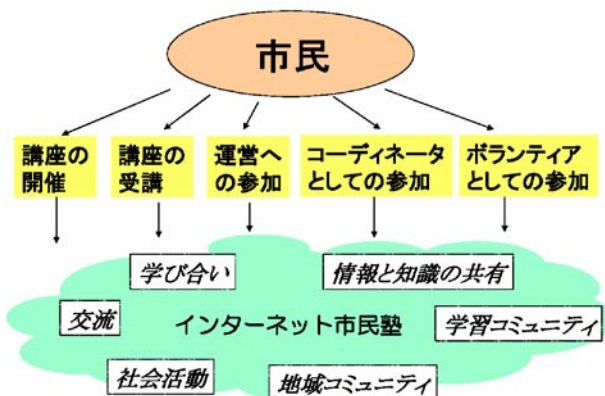 市民
講座の
開催
講座の
受講
運営へ
の参加
コーディネータ
としての参加
ボランティア
としての参加
学び合い
情報と知識の共有
交流
インターネット市民塾
学習コミュニティ
社会活動
地域コミュニティ